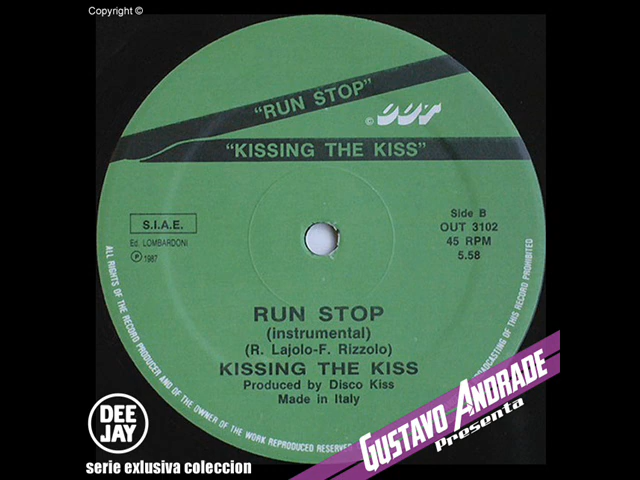 Copyright ©
"RUN STOP"
© OUT
"KISSING THE KISS"
S.I.A.E.
Ed. LOMBARDONI
Ⓟ 1987
Side B
OUT 3102
45 RPM
5.58
RUN STOP
(instrumental)
(R. Lajolo-F. Rizzolo)
KISSING THE KISS
Produced by Disco Kiss
Made in Italy
ALL RIGHTS OF THE RECORD PRODUCER AND OF THE OWNER OF THE WORK REPRODUCED RESERVED
BROADCASTING OF THIS RECORD PROHIBITED
DEE
JAY
serie exlusiva coleccion
GUSTAVO ANDRADE
Presenta